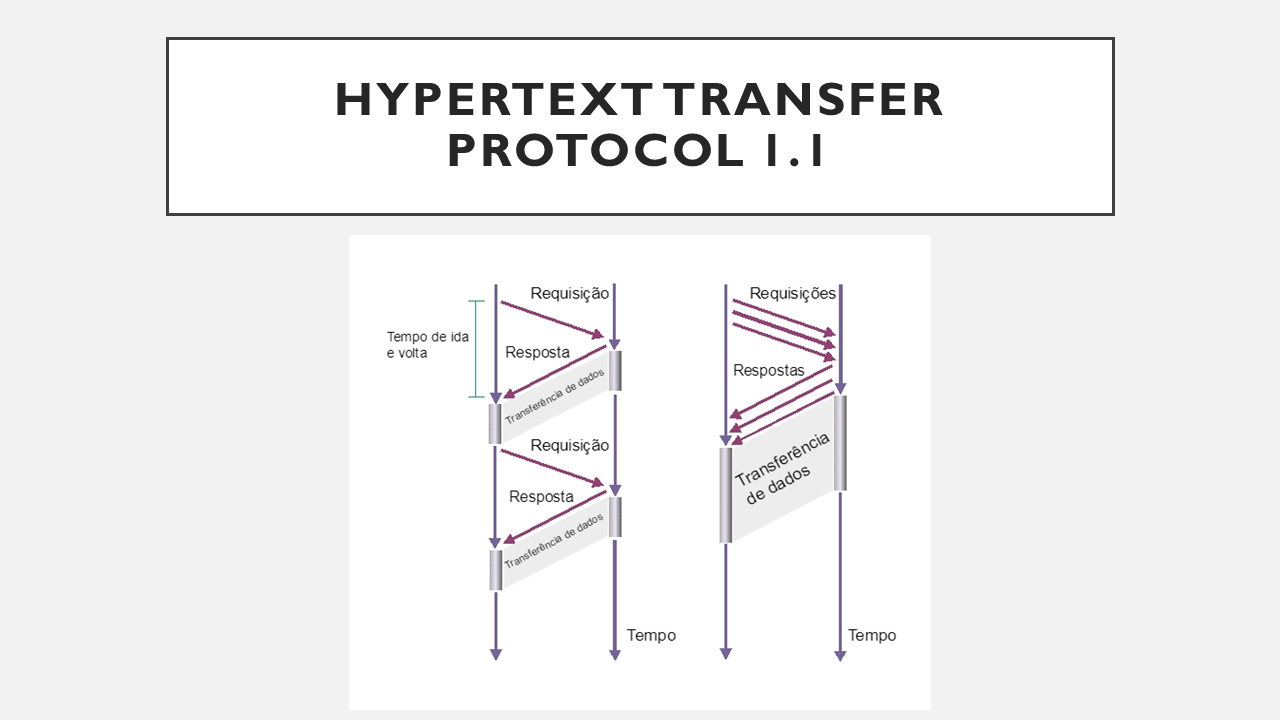 HYPERTEXT TRANSFER
PROTOCOL 1.1
Requisição
Tempo de ida
e volta
Resposta
Transferência de dados
Requisição
Resposta
Transferência de dados
Tempo
Requisições
Respostas
Transferência
de dados
Tempo